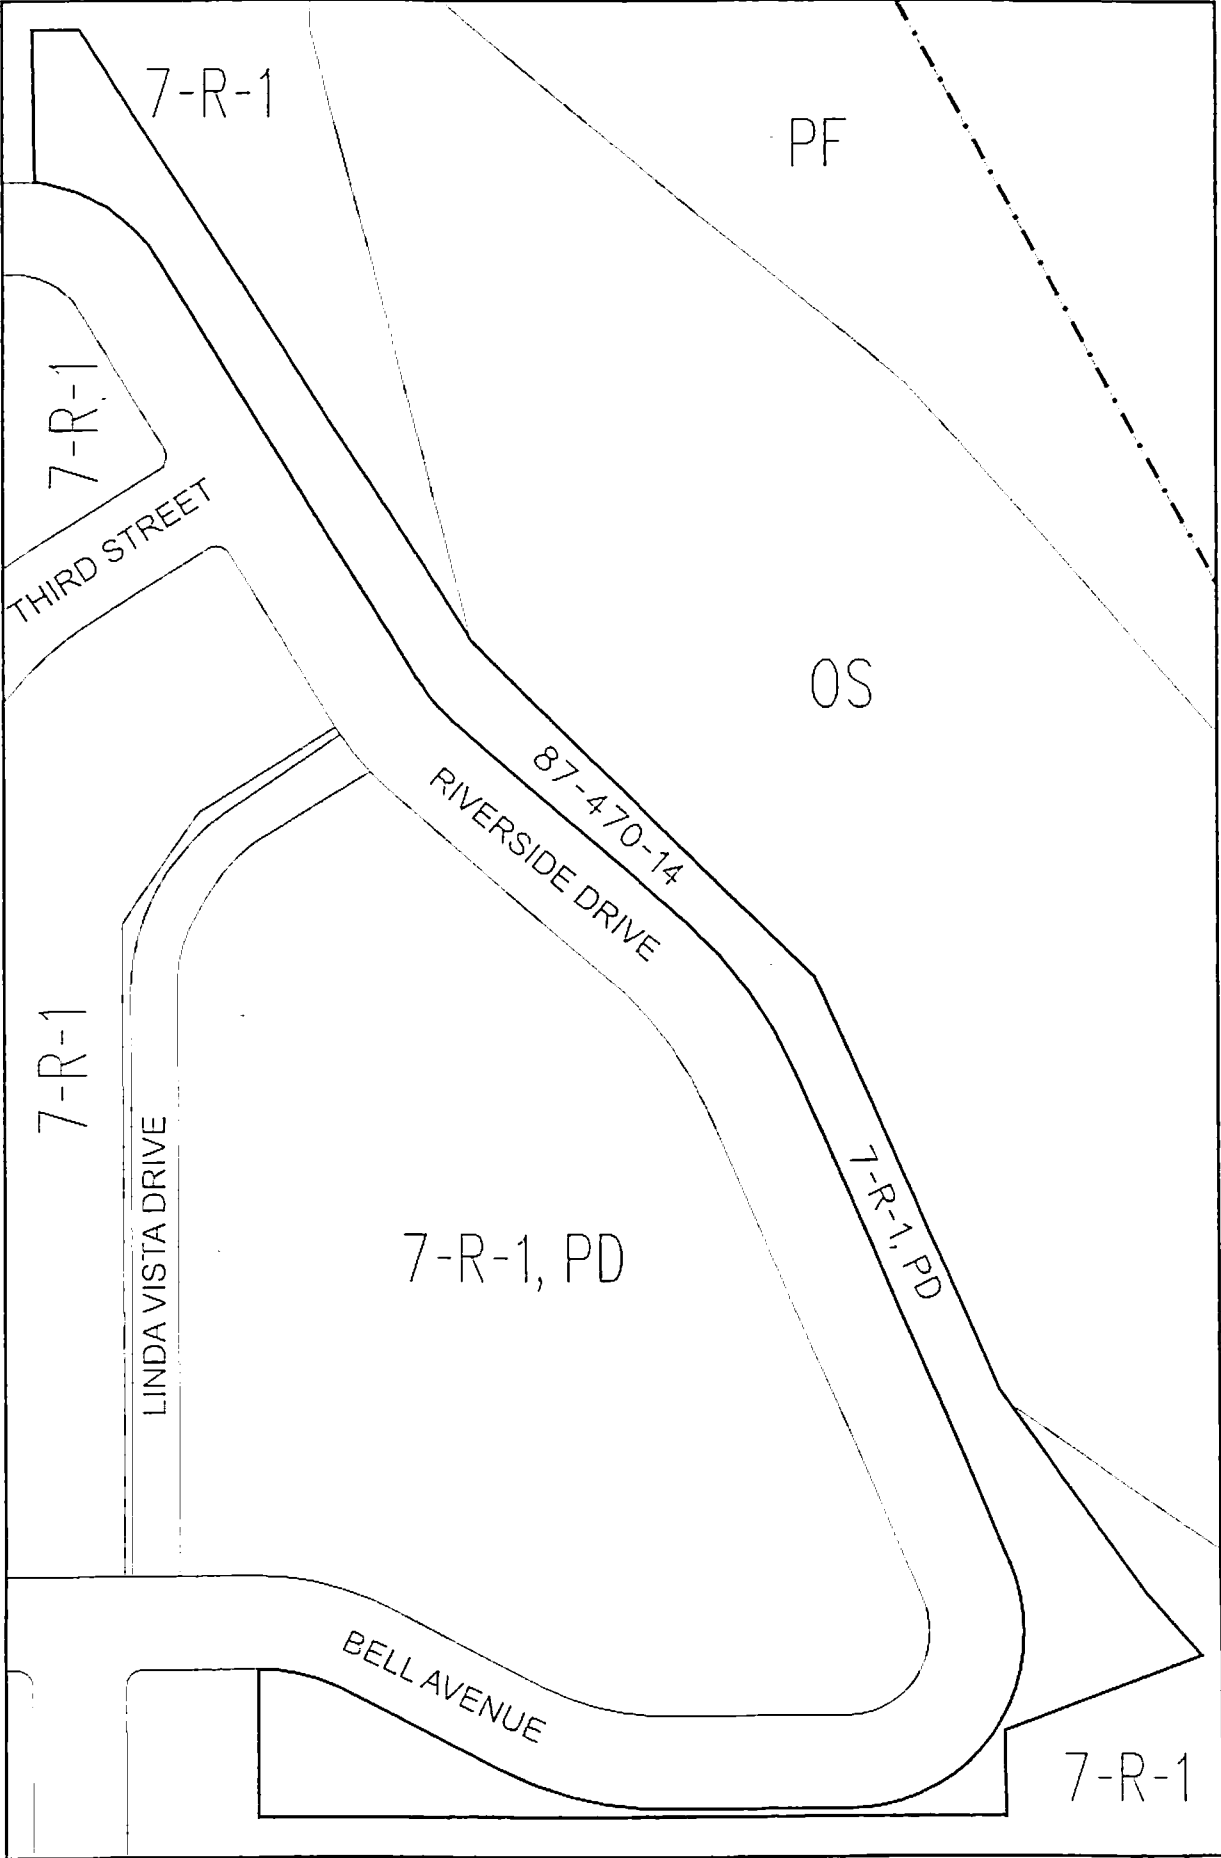 7-R-1
PF
7-R-1
THIRD STREET
OS
87-470-14
RIVERSIDE DRIVE
7-R-1
LINDA VISTA DRIVE
7-R-1, PD
7-R-1, PD
BELL AVENUE
7-R-1